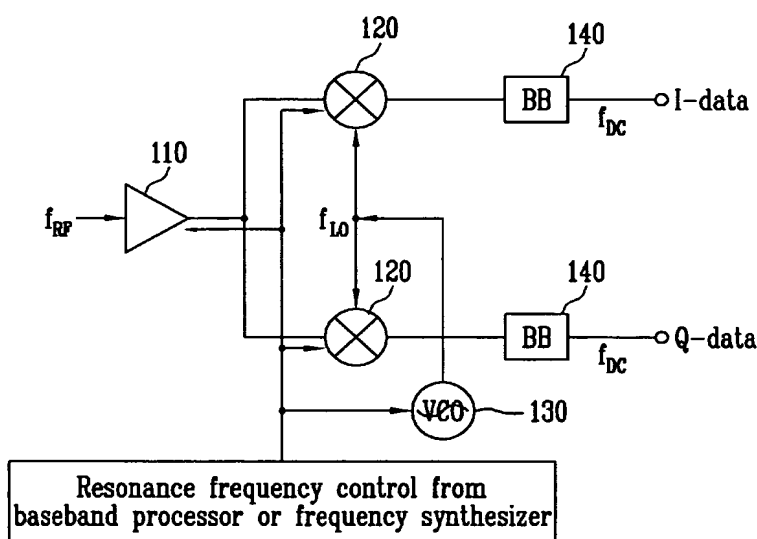 120
140
BB
I-data
f_DC
110
f_RF
f_LO
120
140
BB
Q-data
f_DC
VCO
130
Resonance frequency control from
baseband processor or frequency synthesizer